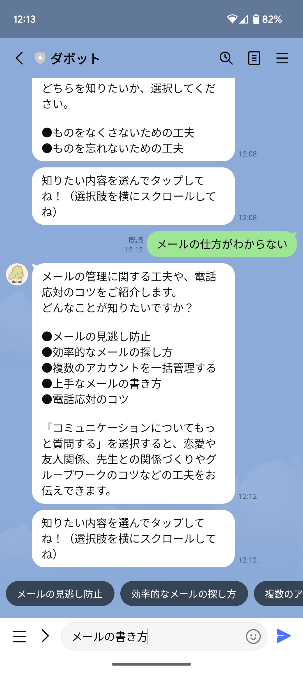 12:13
82%
ダボット
どちらを知りたいか、選択してくだ
さい。
●ものをなくさないための工夫
●ものを忘れないための工夫
12:08
知りたい内容を選んでタップして
ね！（選択肢を横にスクロールして
ね）
12:08
既読
12:12
メールの仕方がわからない
メールの管理に関する工夫や、電話
応対のコツをご紹介します。
どんなことが知りたいですか？
●メールの見逃し防止
●効率的なメールの探し方
●複数のアカウントを一括管理する
●上手なメールの書き方
●電話応対のコツ
「コミュニケーションについてもっ
と質問する」を選択すると、恋愛や
友人関係、先生との関係づくりやグ
ループワークのコツなどの工夫をお
伝えできます。
12:12
知りたい内容を選んでタップして
ね！（選択肢を横にスクロールして
ね）
12:12
メールの見逃し防止
効率的なメールの探し方
複数のア
メールの書き方